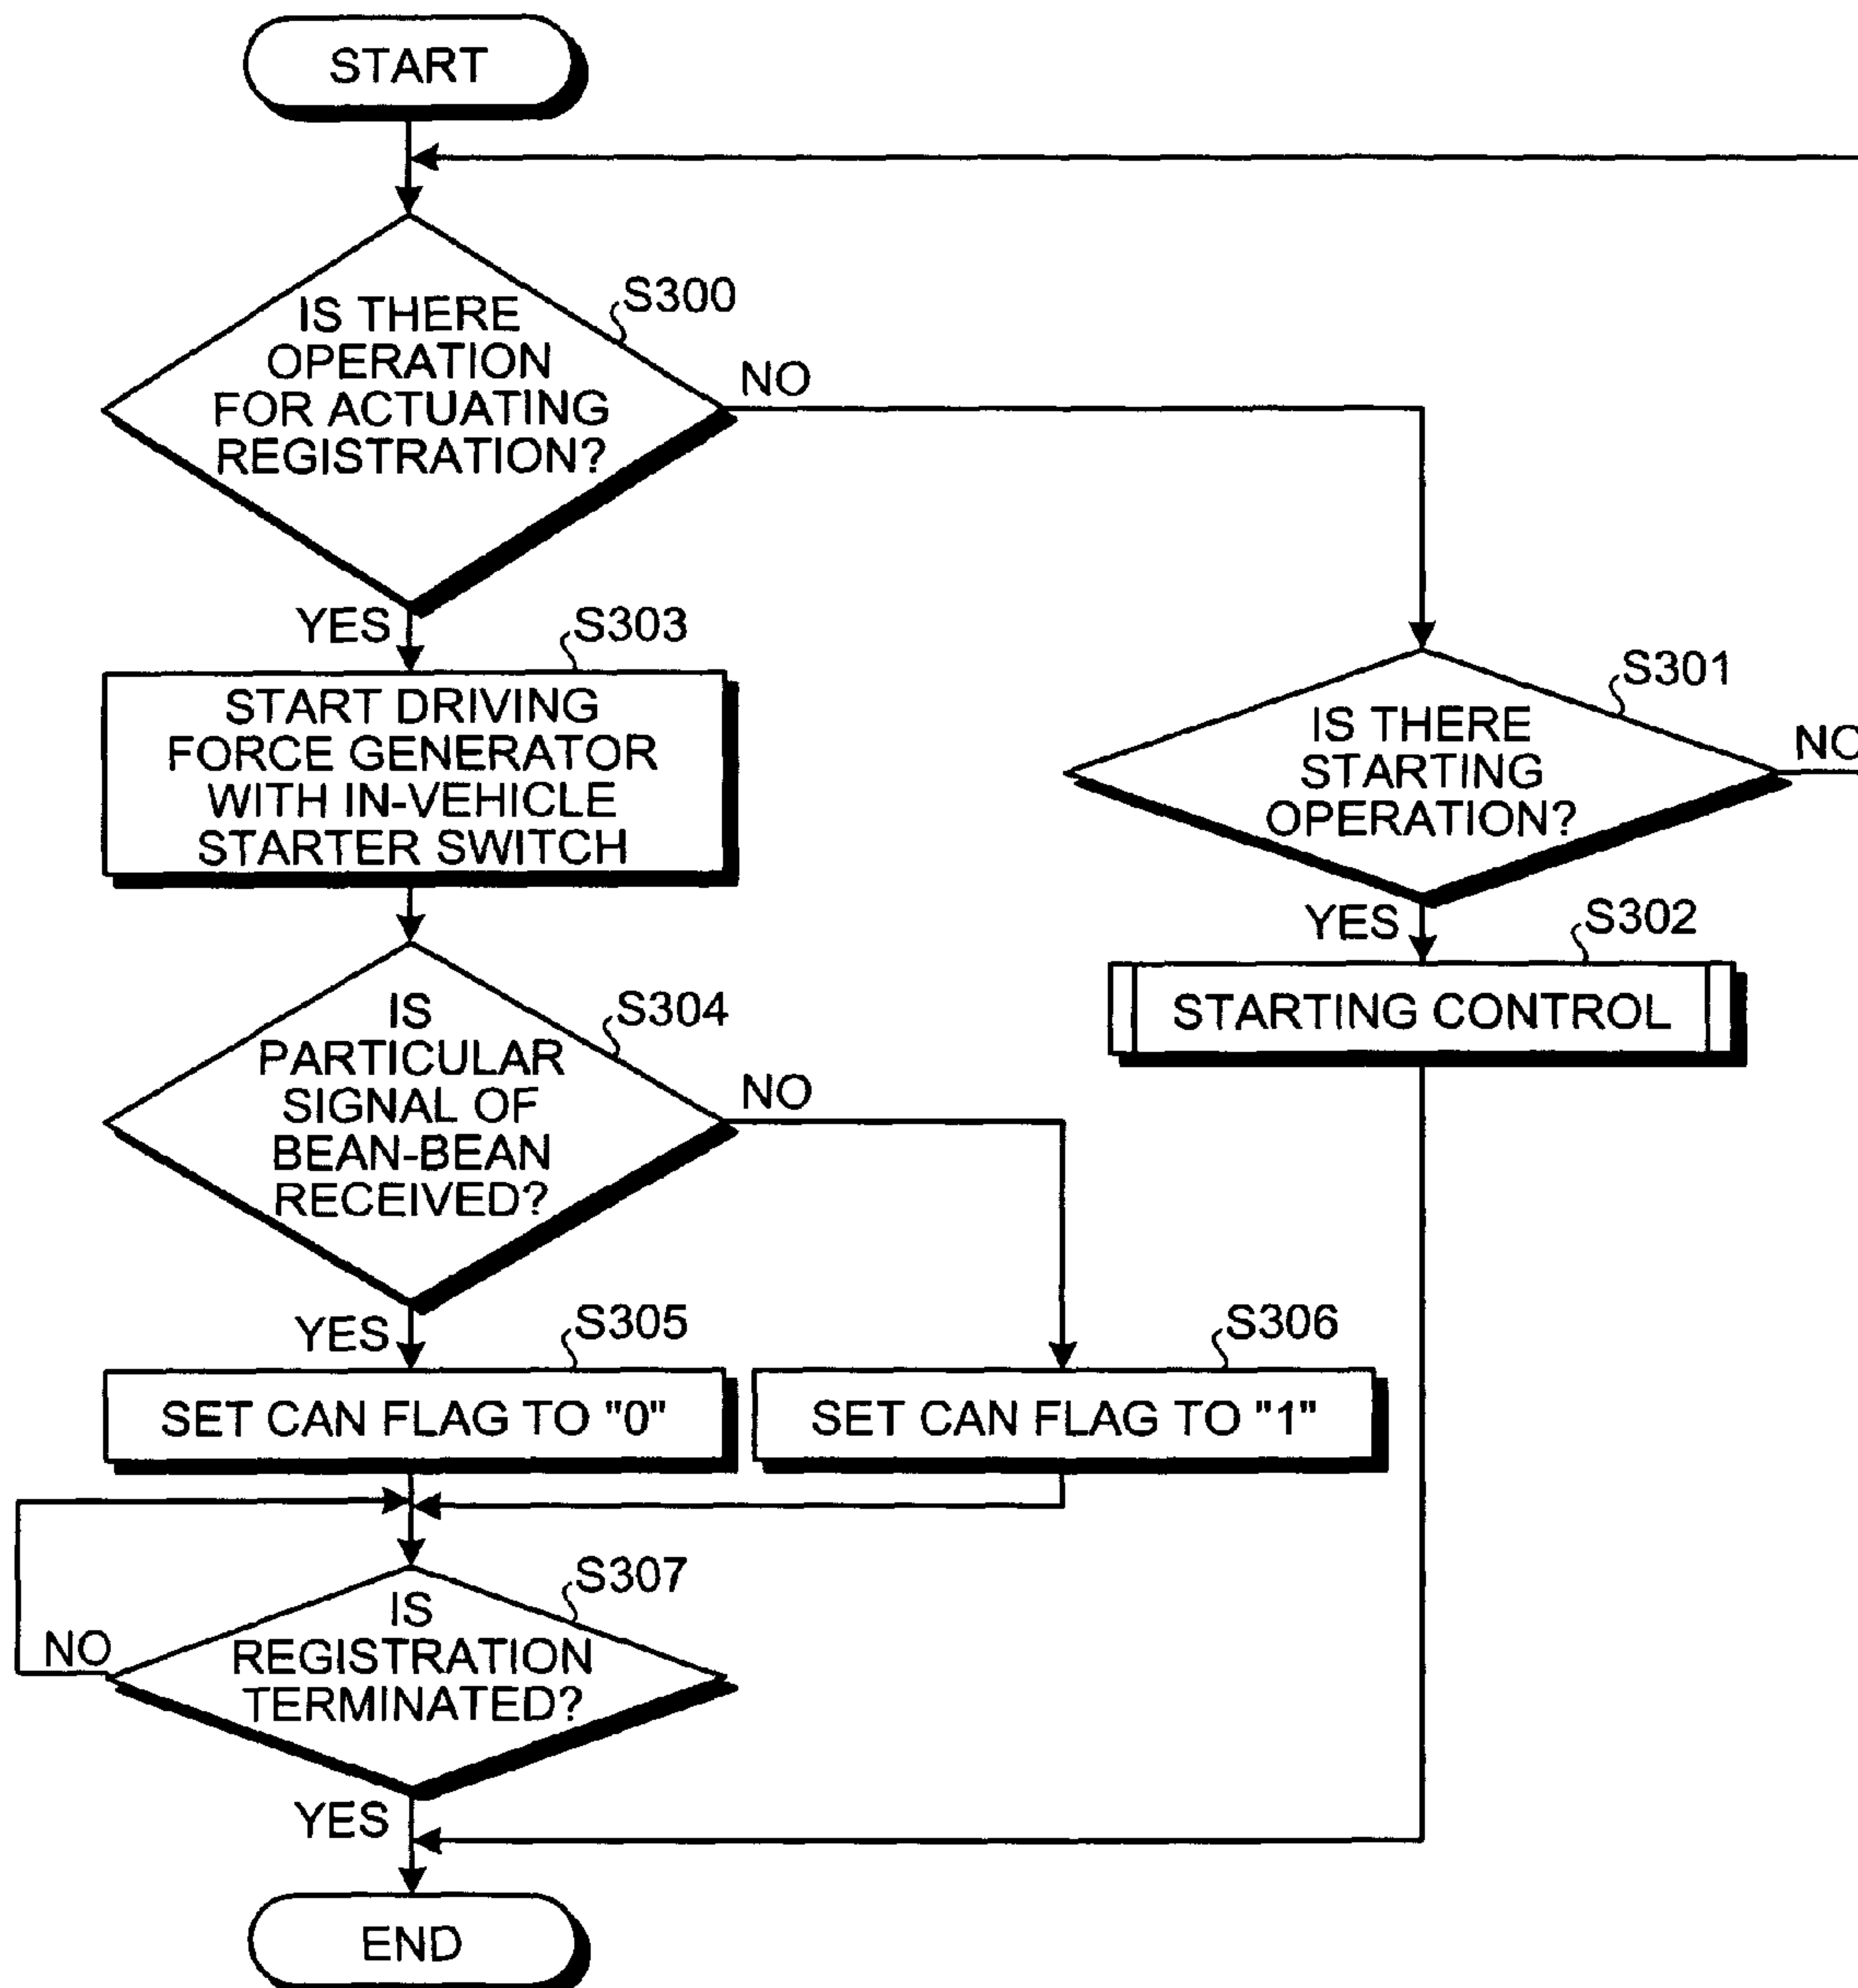 START
IS THERE
OPERATION
FOR ACTUATING
REGISTRATION?
S300
NO
YES
S303
START DRIVING
FORCE GENERATOR
WITH IN-VEHICLE
STARTER SWITCH
S301
IS THERE
STARTING
OPERATION?
NO
YES
S302
STARTING CONTROL
IS
PARTICULAR
SIGNAL OF
BEAN-BEAN
RECEIVED?
S304
NO
YES
S305
SET CAN FLAG TO "0"
S306
SET CAN FLAG TO "1"
S307
IS
REGISTRATION
TERMINATED?
NO
YES
END